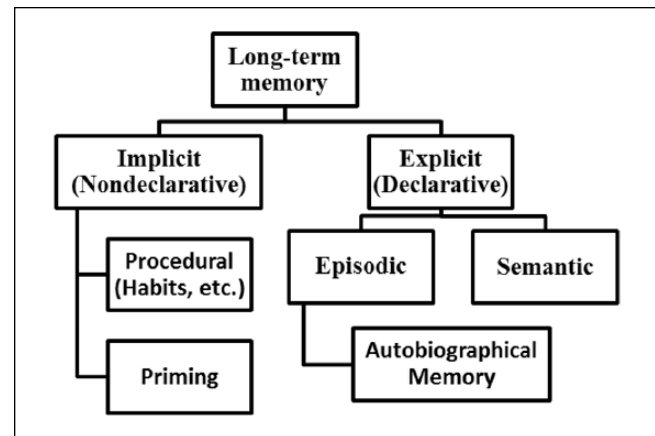 Long-term
memory
Implicit
(Nondeclarative)
Explicit
(Declarative)
Procedural
(Habits, etc.)
Episodic
Semantic
Priming
Autobiographical
Memory